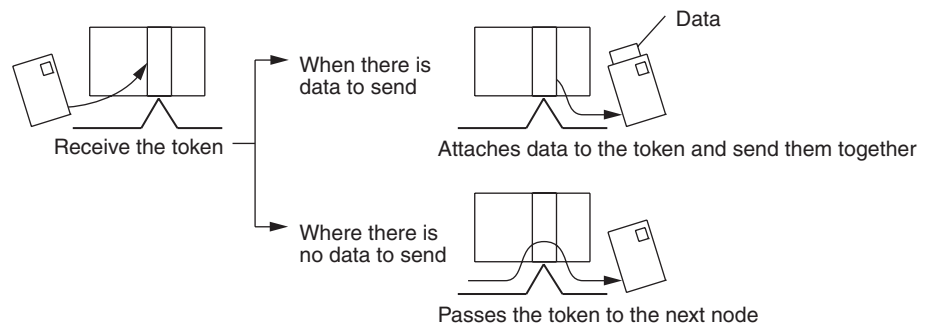 Data
When there is
data to send
Receive the token
Attaches data to the token and send them together
Where there is
no data to send
Passes the token to the next node